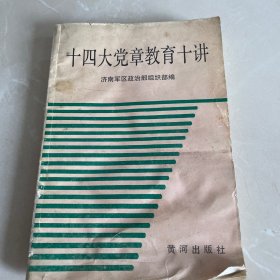 十四大党章教育十讲
济南军区政治部组织部编
黄河出版社